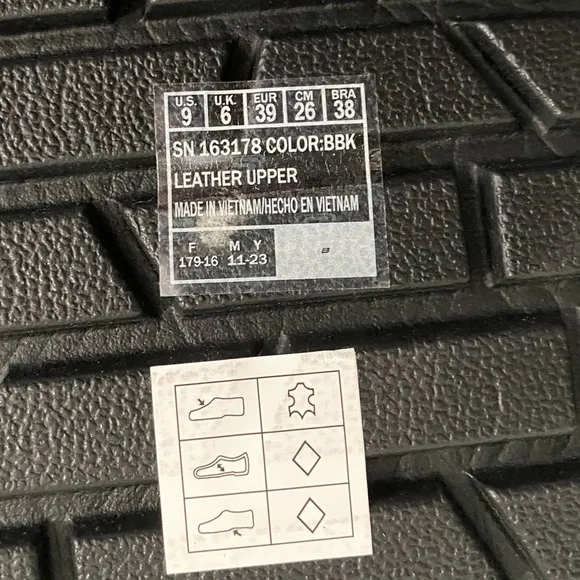 U.S. U.K. EUR CM BRA
9 6 39 26 38
SN 163178 COLOR:BBK
LEATHER UPPER
MADE IN VIETNAM/HECHO EN VIETNAM
F M Y
179-16 11-23